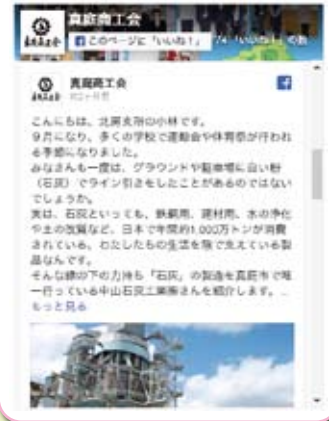 真庭商工会
このページに「いいね！」
真庭商工会
約2ヶ月前
こんにちは、北房支所の小林です。
9月になり、多くの学校で運動会や体育祭が行われ
る季節になりました。
みなさんも一度は、グラウンドや駐車場に白い粉
（石灰）でライン引きをしたことがあるのではない
でしょうか。
実は、石灰といっても、鉄鋼用、建材用、水の浄化
や土の改質など、日本で年間約1,000万トンが消費
されている、わたしたちの生活を陰で支えている製
品なんです。
そんな縁の下の力持ち「石灰」の製造を真庭市で唯
一行っている中山石灰工業㈱さんを紹介します。...
もっと見る